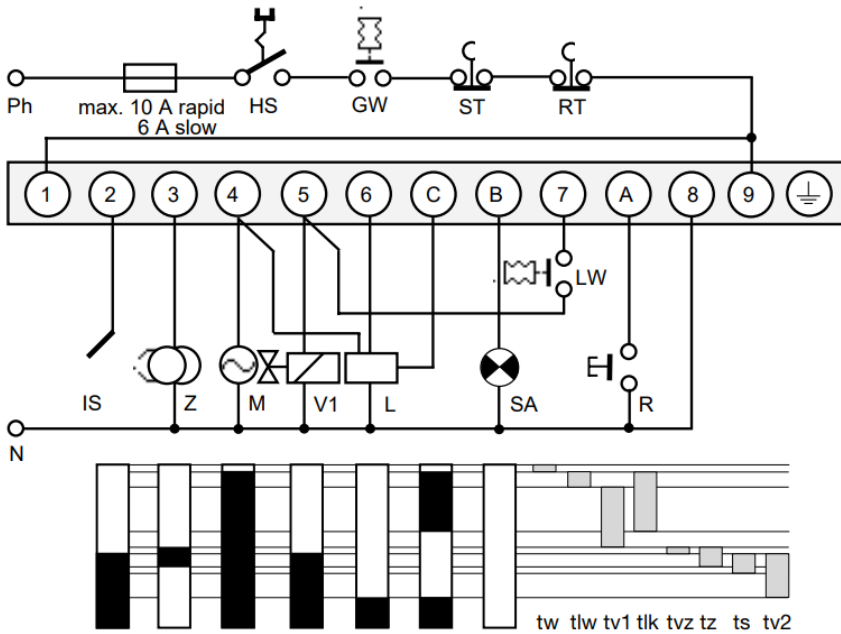 Ph
max. 10 A rapid
6 A slow
HS
GW
ST
RT
1 2 3 4 5 6 C B 7 A 8 9
LW
IS
Z
M
V1
L
SA
R
N
tw tlw tv1 tlk tvz tz ts tv2